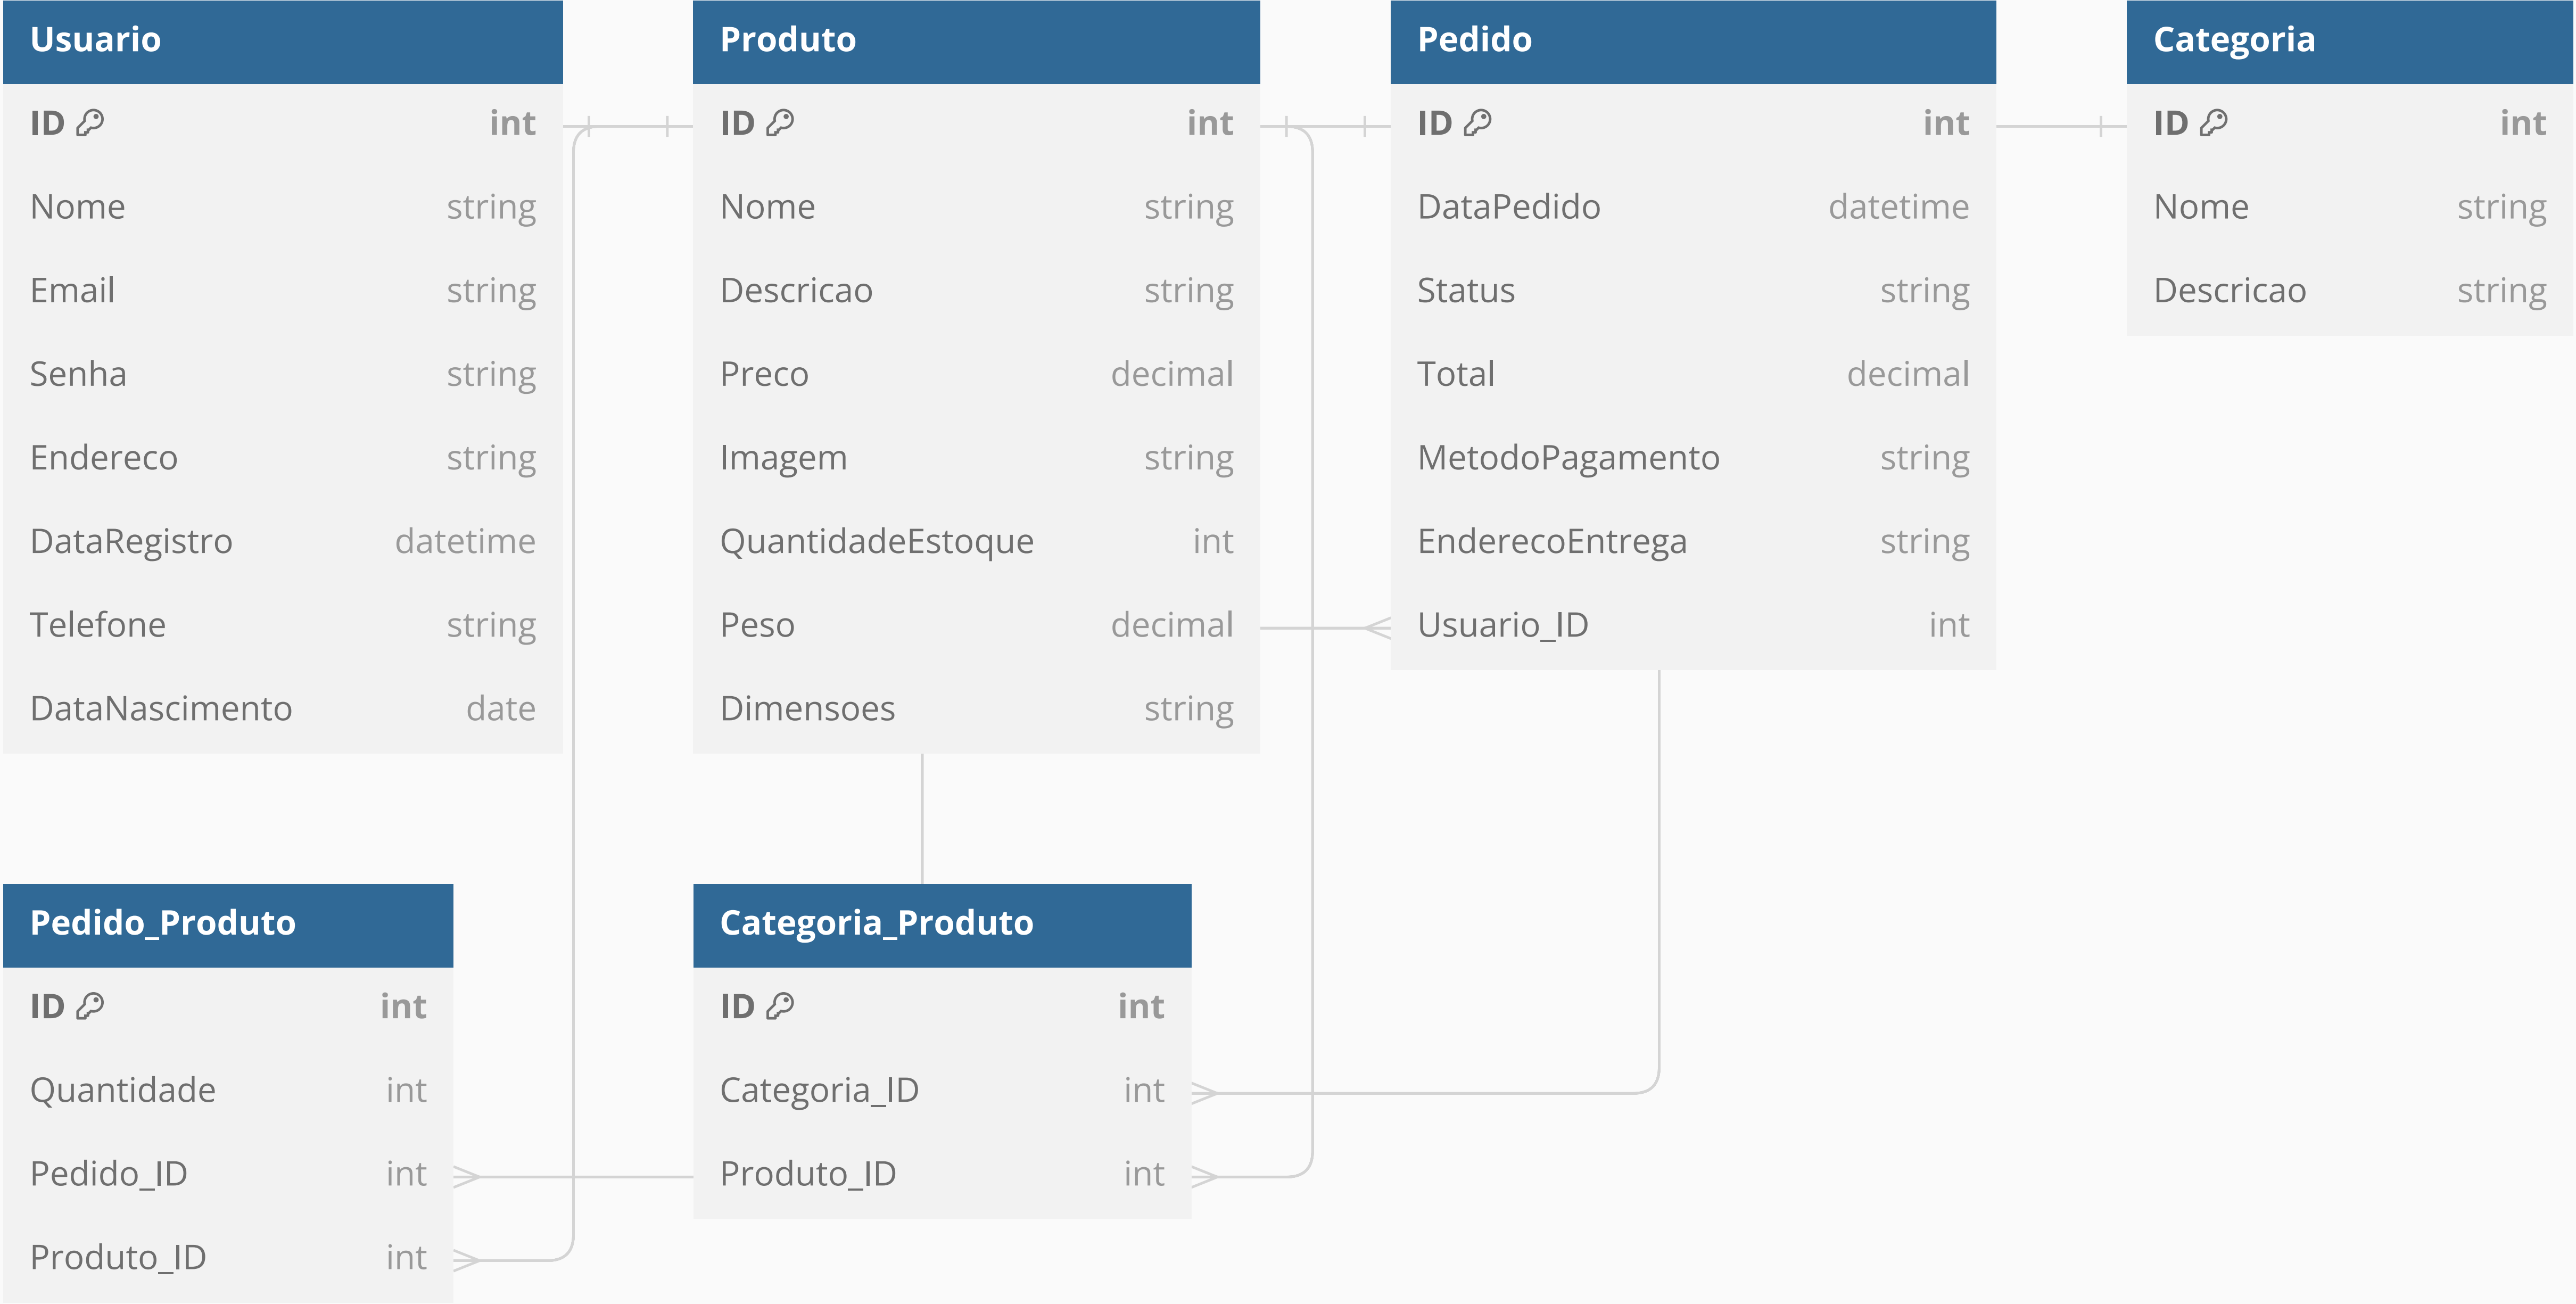 Usuario
ID int
Nome string
Email string
Senha string
Endereco string
DataRegistro datetime
Telefone string
DataNascimento date
Produto
ID int
Nome string
Descricao string
Preco decimal
Imagem string
QuantidadeEstoque int
Peso decimal
Dimensoes string
Pedido
ID int
DataPedido datetime
Status string
Total decimal
MetodoPagamento string
EnderecoEntrega string
Usuario_ID int
Categoria
ID int
Nome string
Descricao string
Pedido_Produto
ID int
Quantidade int
Pedido_ID int
Produto_ID int
Categoria_Produto
ID int
Categoria_ID int
Produto_ID int